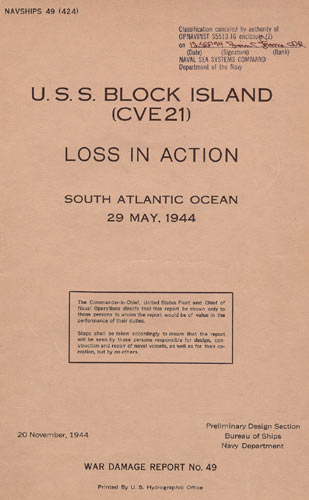 NAVSHIPS 49 (424)
Classification canceled by authority of
OPNAVINST S5513.16 enclosure (2)
on
(Date) (Signature) (Rank)
NAVAL SEA SYSTEMS COMMAND
Department of the Navy
U. S. S. BLOCK ISLAND
(CVE21)
LOSS IN ACTION
SOUTH ATLANTIC OCEAN
29 MAY, 1944
The Commander-in-Chief, United States Fleet and Chief of
Naval Operations directs that this report be shown only to
those persons to whom the report would be of value in the
performance of their duties.
Steps shall be taken accordingly to insure that the report
will be seen by those persons responsible for design, con-
struction and repair of naval vessels, as well as for their op-
eration, but by no others.
20 November, 1944
Preliminary Design Section
Bureau of Ships
Navy Department
WAR DAMAGE REPORT No. 49
Printed By U. S. Hydrographic Office